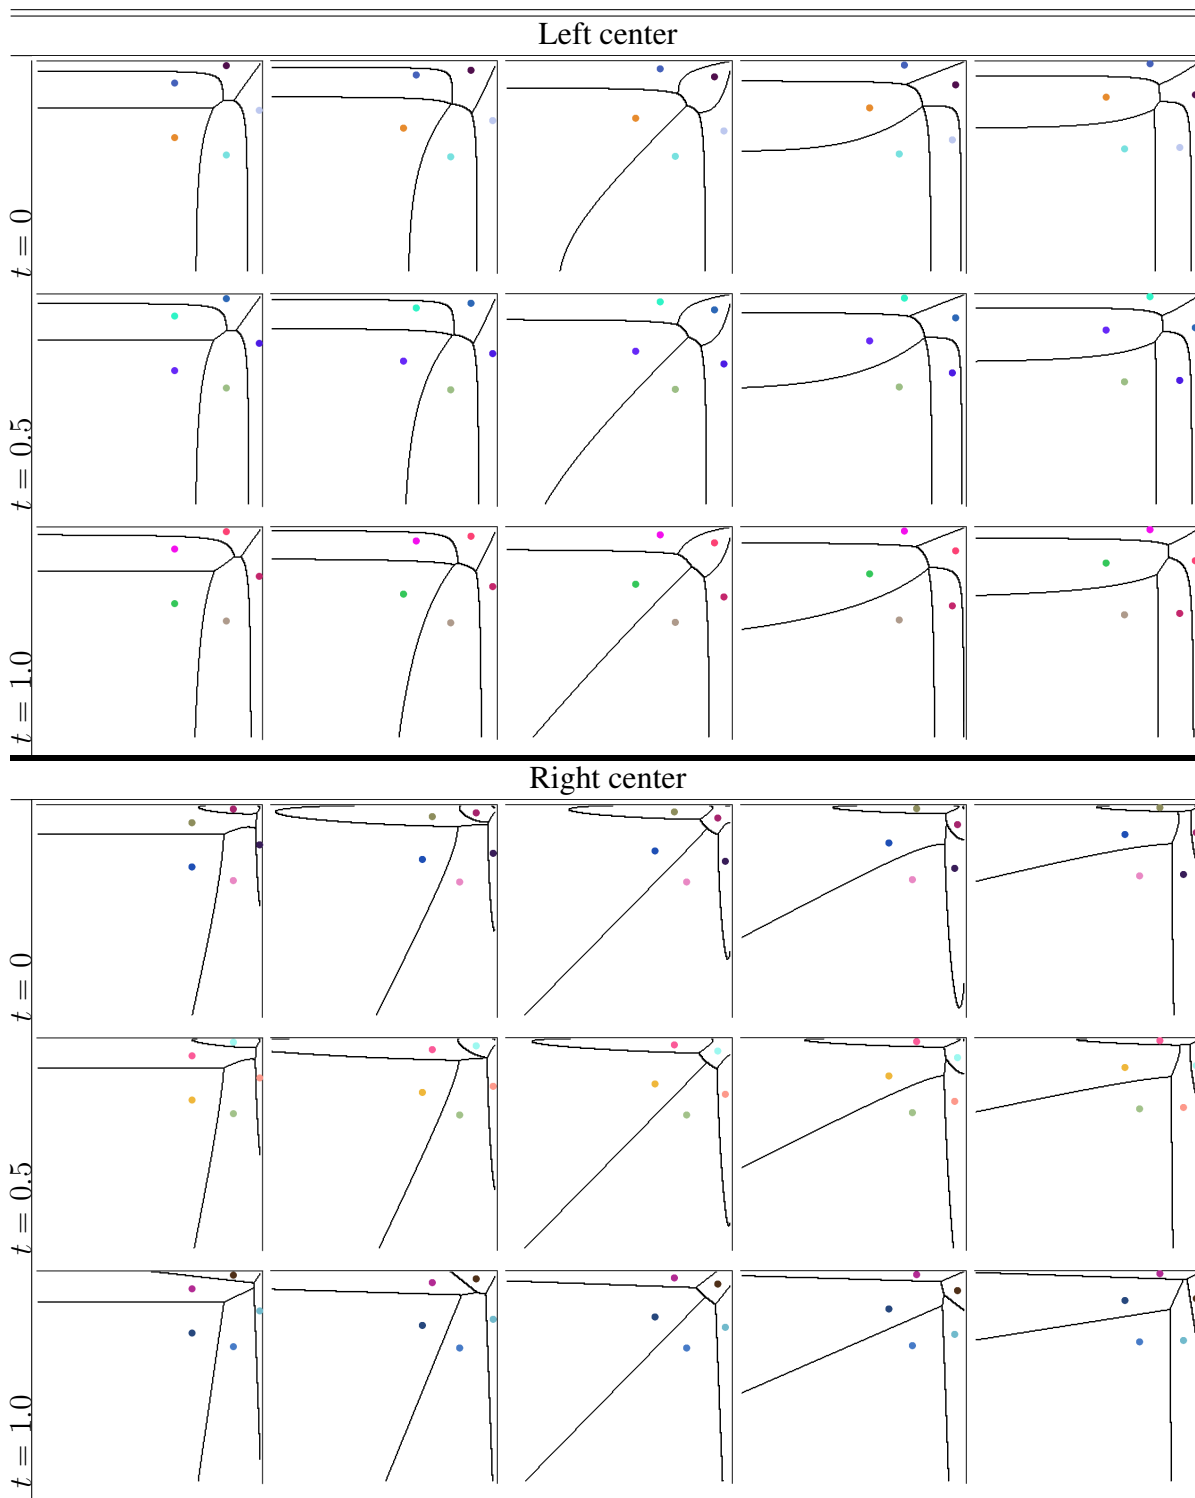 Left center
t = 0
t = 0.5
t = 1.0
Right center
t = 0
t = 0.5
t = 1.0